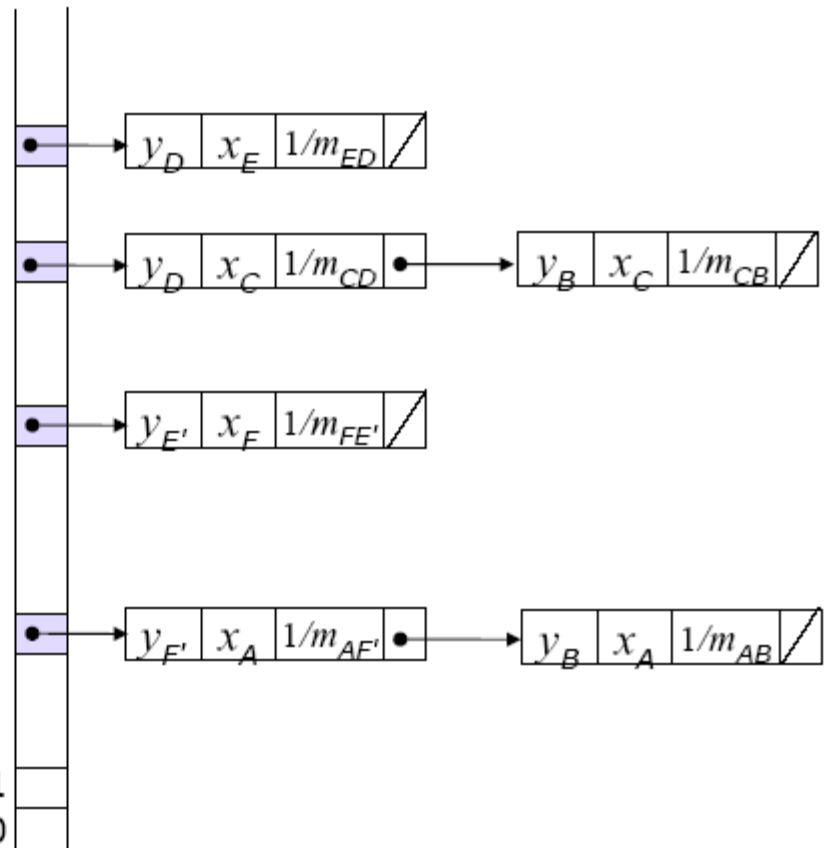 y_D x_E 1/m_ED
y_D x_C 1/m_CD y_B x_C 1/m_CB
y_E' x_F 1/m_FE'
y_F' x_A 1/m_AF' y_B x_A 1/m_AB